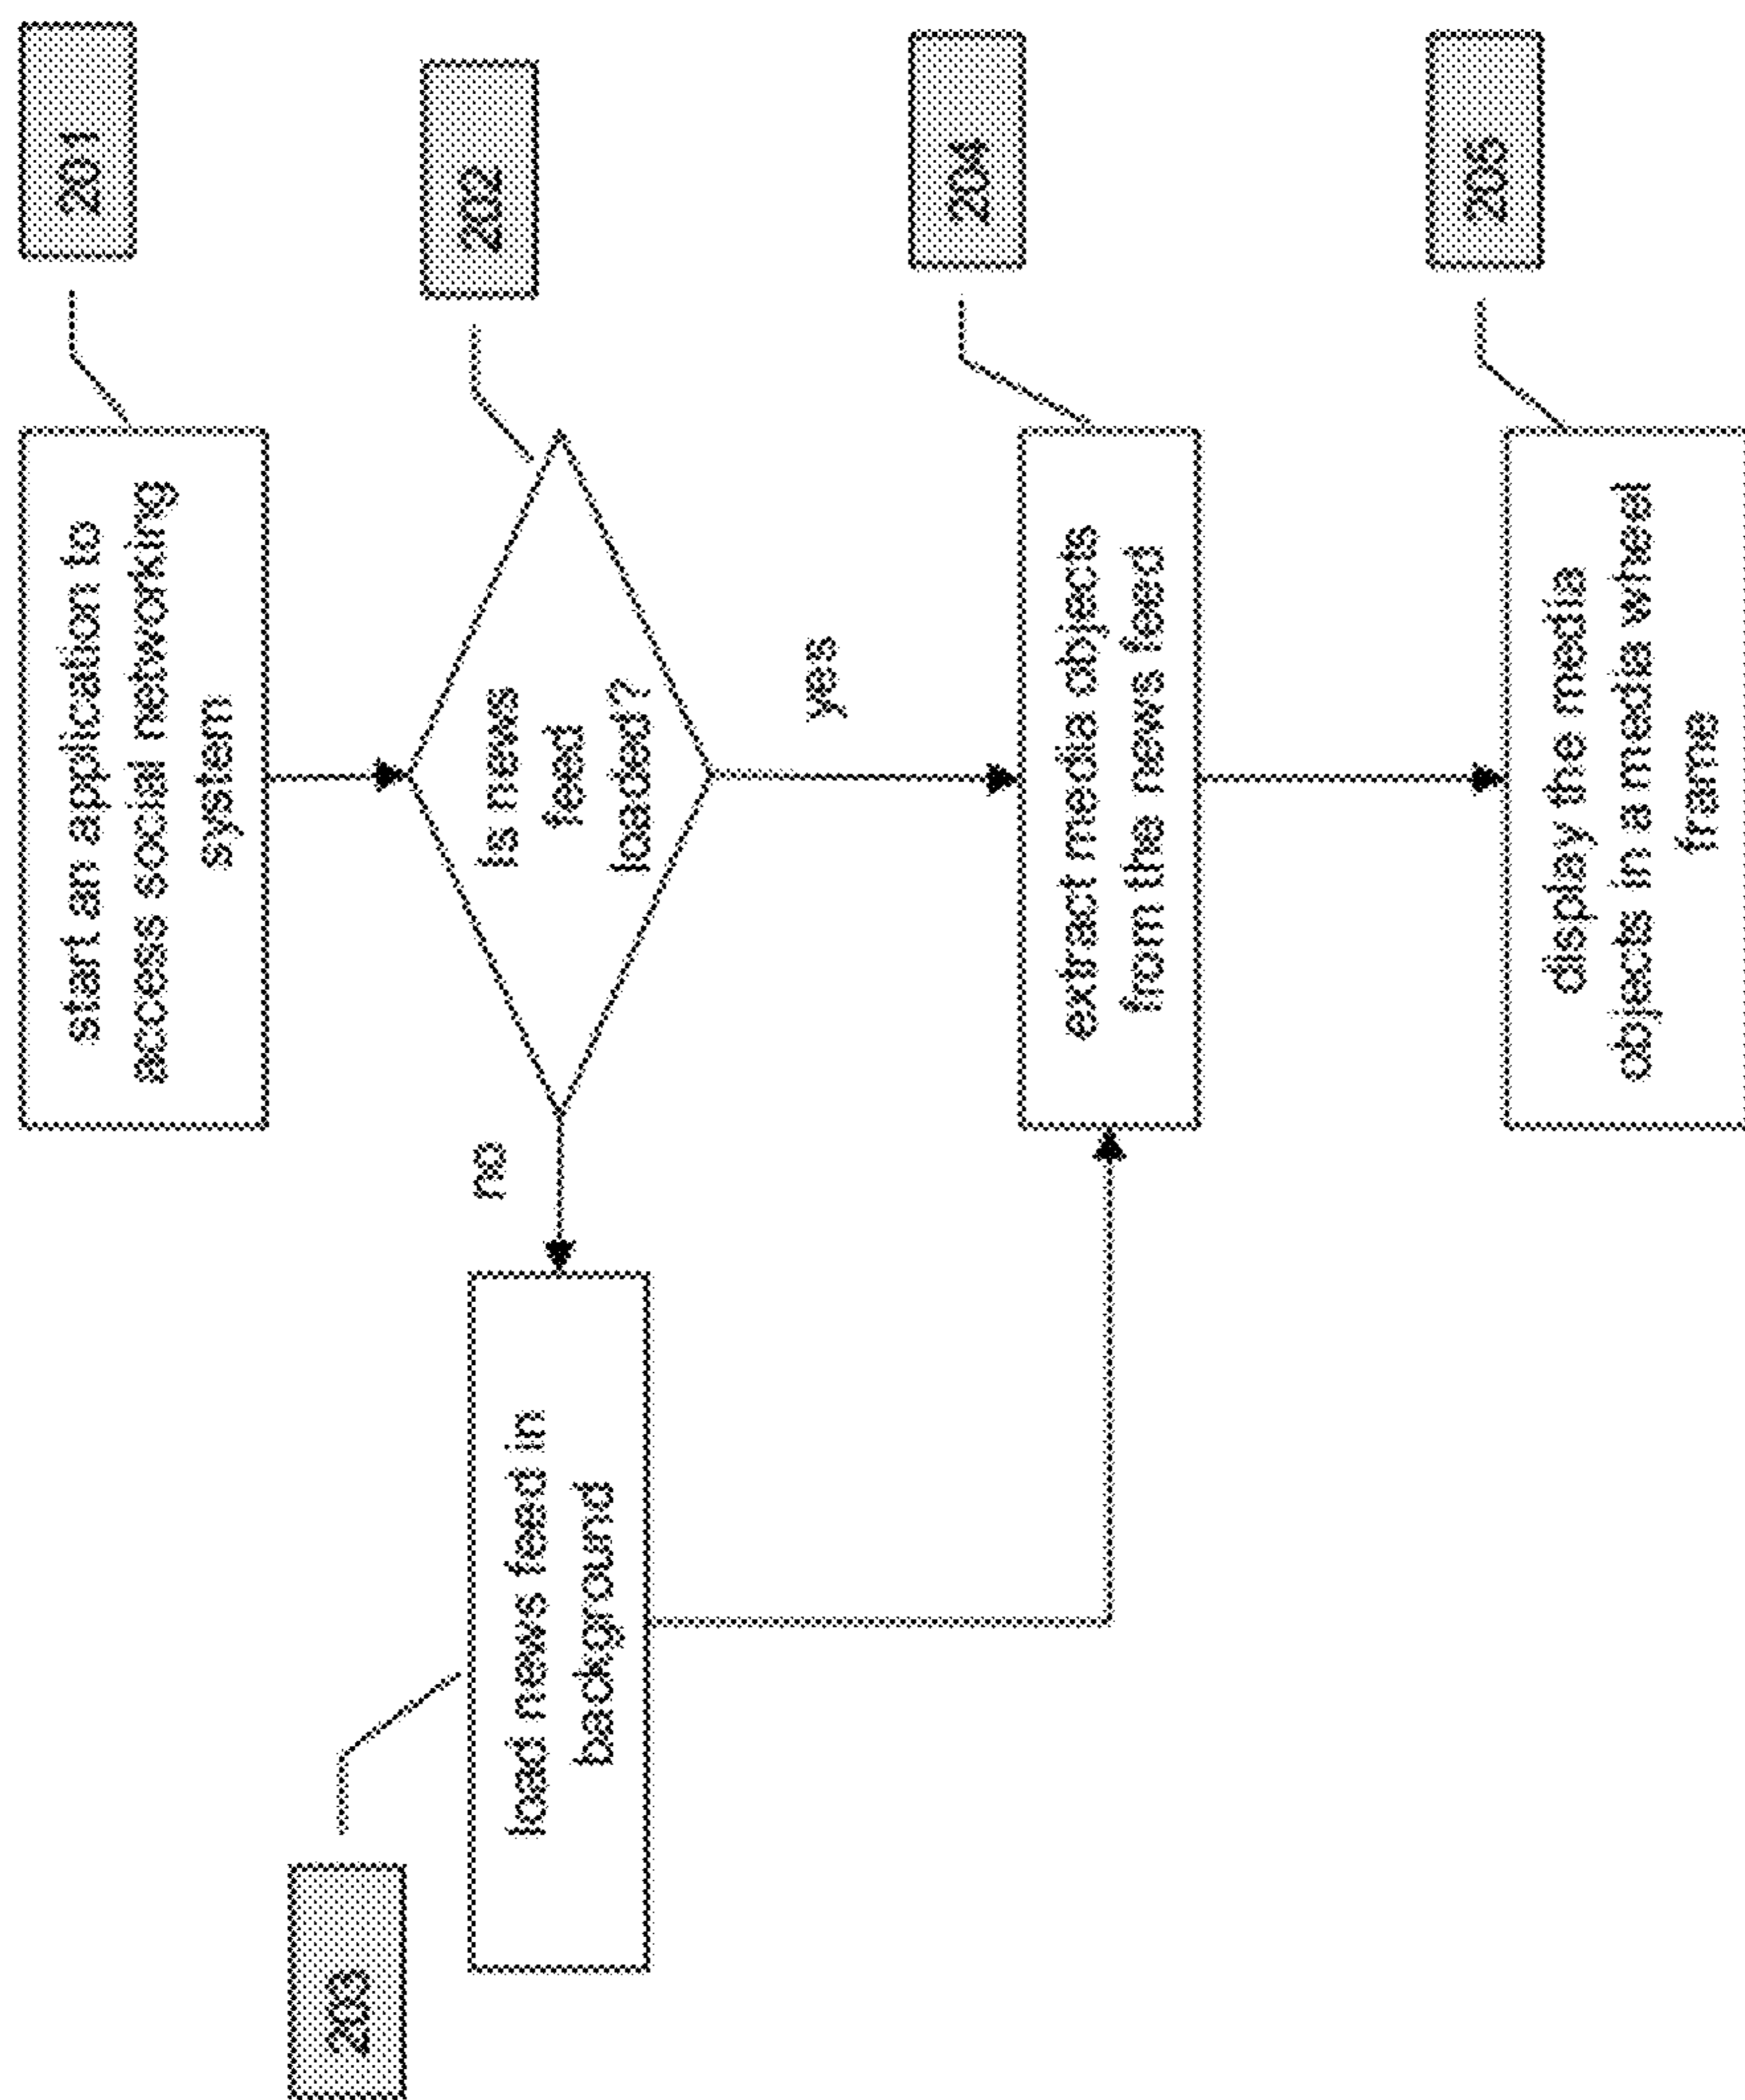 201
start an application to
access social networking
system
202
Is news
feed
loaded?
no
yes
203
load news feed in
background
204
extract media objects
from the news feed
205
display the media
objects in a media wheel
frame